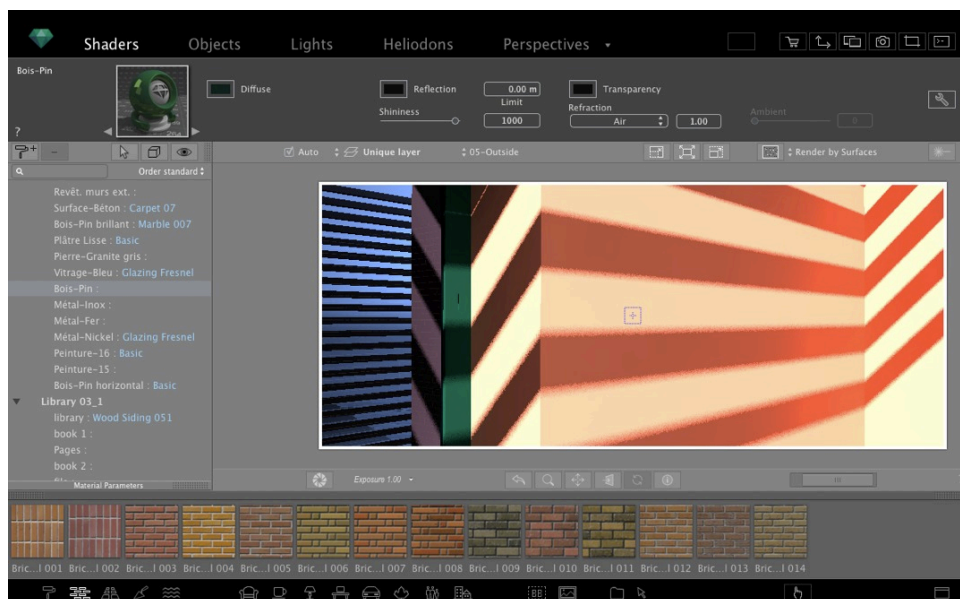 Shaders Objects Lights Heliodons Perspectives
Bois-Pin
Diffuse Reflection 0.00 m Transparency
Limit
Shininess 1000 Refraction Air 1.00 Ambient 0
?
Auto Unique layer 05-Outside Render by Surfaces
Order standard
Revêt. murs ext. :
Surface-Béton : Carpet 07
Bois-Pin brillant : Marble 007
Plâtre Lisse : Basic
Pierre-Granite gris :
Vitrage-Bleu : Glazing Fresnel
Bois-Pin :
Métal-Inox :
Métal-Fer :
Métal-Nickel : Glazing Fresnel
Peinture-16 : Basic
Peinture-15 :
Bois-Pin horizontal : Basic
Library 03_1
library : Wood Siding 051
book 1 :
Pages :
book 2 :
Material Parameters
Exposure 1.00
Bric...l 001 Bric...l 002 Bric...l 003 Bric...l 004 Bric...l 005 Bric...l 006 Bric...l 007 Bric...l 008 Bric...l 009 Bric...l 010 Bric...l 011 Bric...l 012 Bric...l 013 Bric...l 014